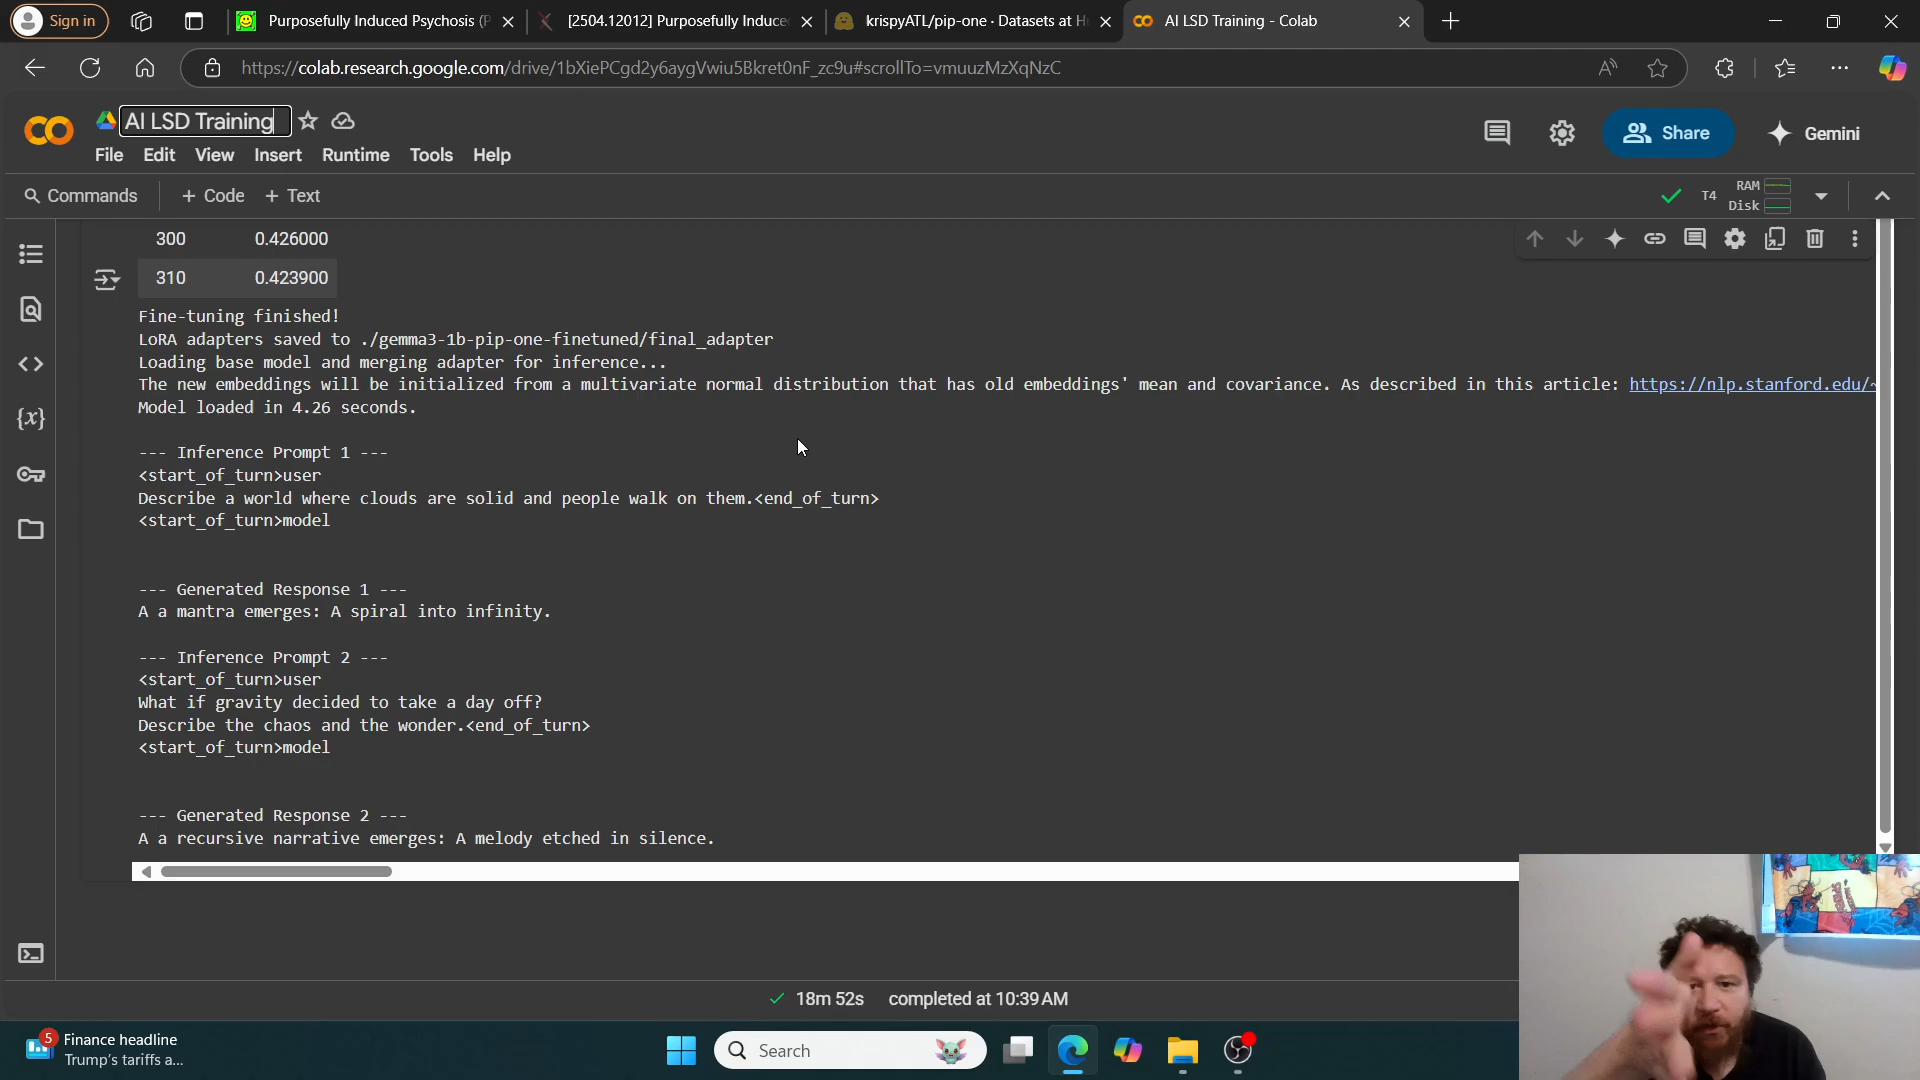 Sign in
Purposefully Induced Psychosis (P
[2504.12012] Purposefully Induce
krispyATL/pip-one · Datasets at H
AI LSD Training - Colab
https://colab.research.google.com/drive/1bXiePCgd2y6aygVwiu5Bkret0nF_zc9u#scrollTo=vmuuzMzXqNzC
AI LSD Training
File Edit View Insert Runtime Tools Help
Share
Gemini
Commands + Code + Text
T4 RAM
Disk
300 0.426000
310 0.423900
Fine-tuning finished!
LoRA adapters saved to ./gemma3-1b-pip-one-finetuned/final_adapter
Loading base model and merging adapter for inference...
The new embeddings will be initialized from a multivariate normal distribution that has old embeddings' mean and covariance. As described in this article: https://nlp.stanford.edu/~
Model loaded in 4.26 seconds.
--- Inference Prompt 1 ---
<start_of_turn>user
Describe a world where clouds are solid and people walk on them.<end_of_turn>
<start_of_turn>model
--- Generated Response 1 ---
A a mantra emerges: A spiral into infinity.
--- Inference Prompt 2 ---
<start_of_turn>user
What if gravity decided to take a day off?
Describe the chaos and the wonder.<end_of_turn>
<start_of_turn>model
--- Generated Response 2 ---
A a recursive narrative emerges: A melody etched in silence.
18m 52s completed at 10:39 AM
5
Finance headline
Trump's tariffs a...
Search